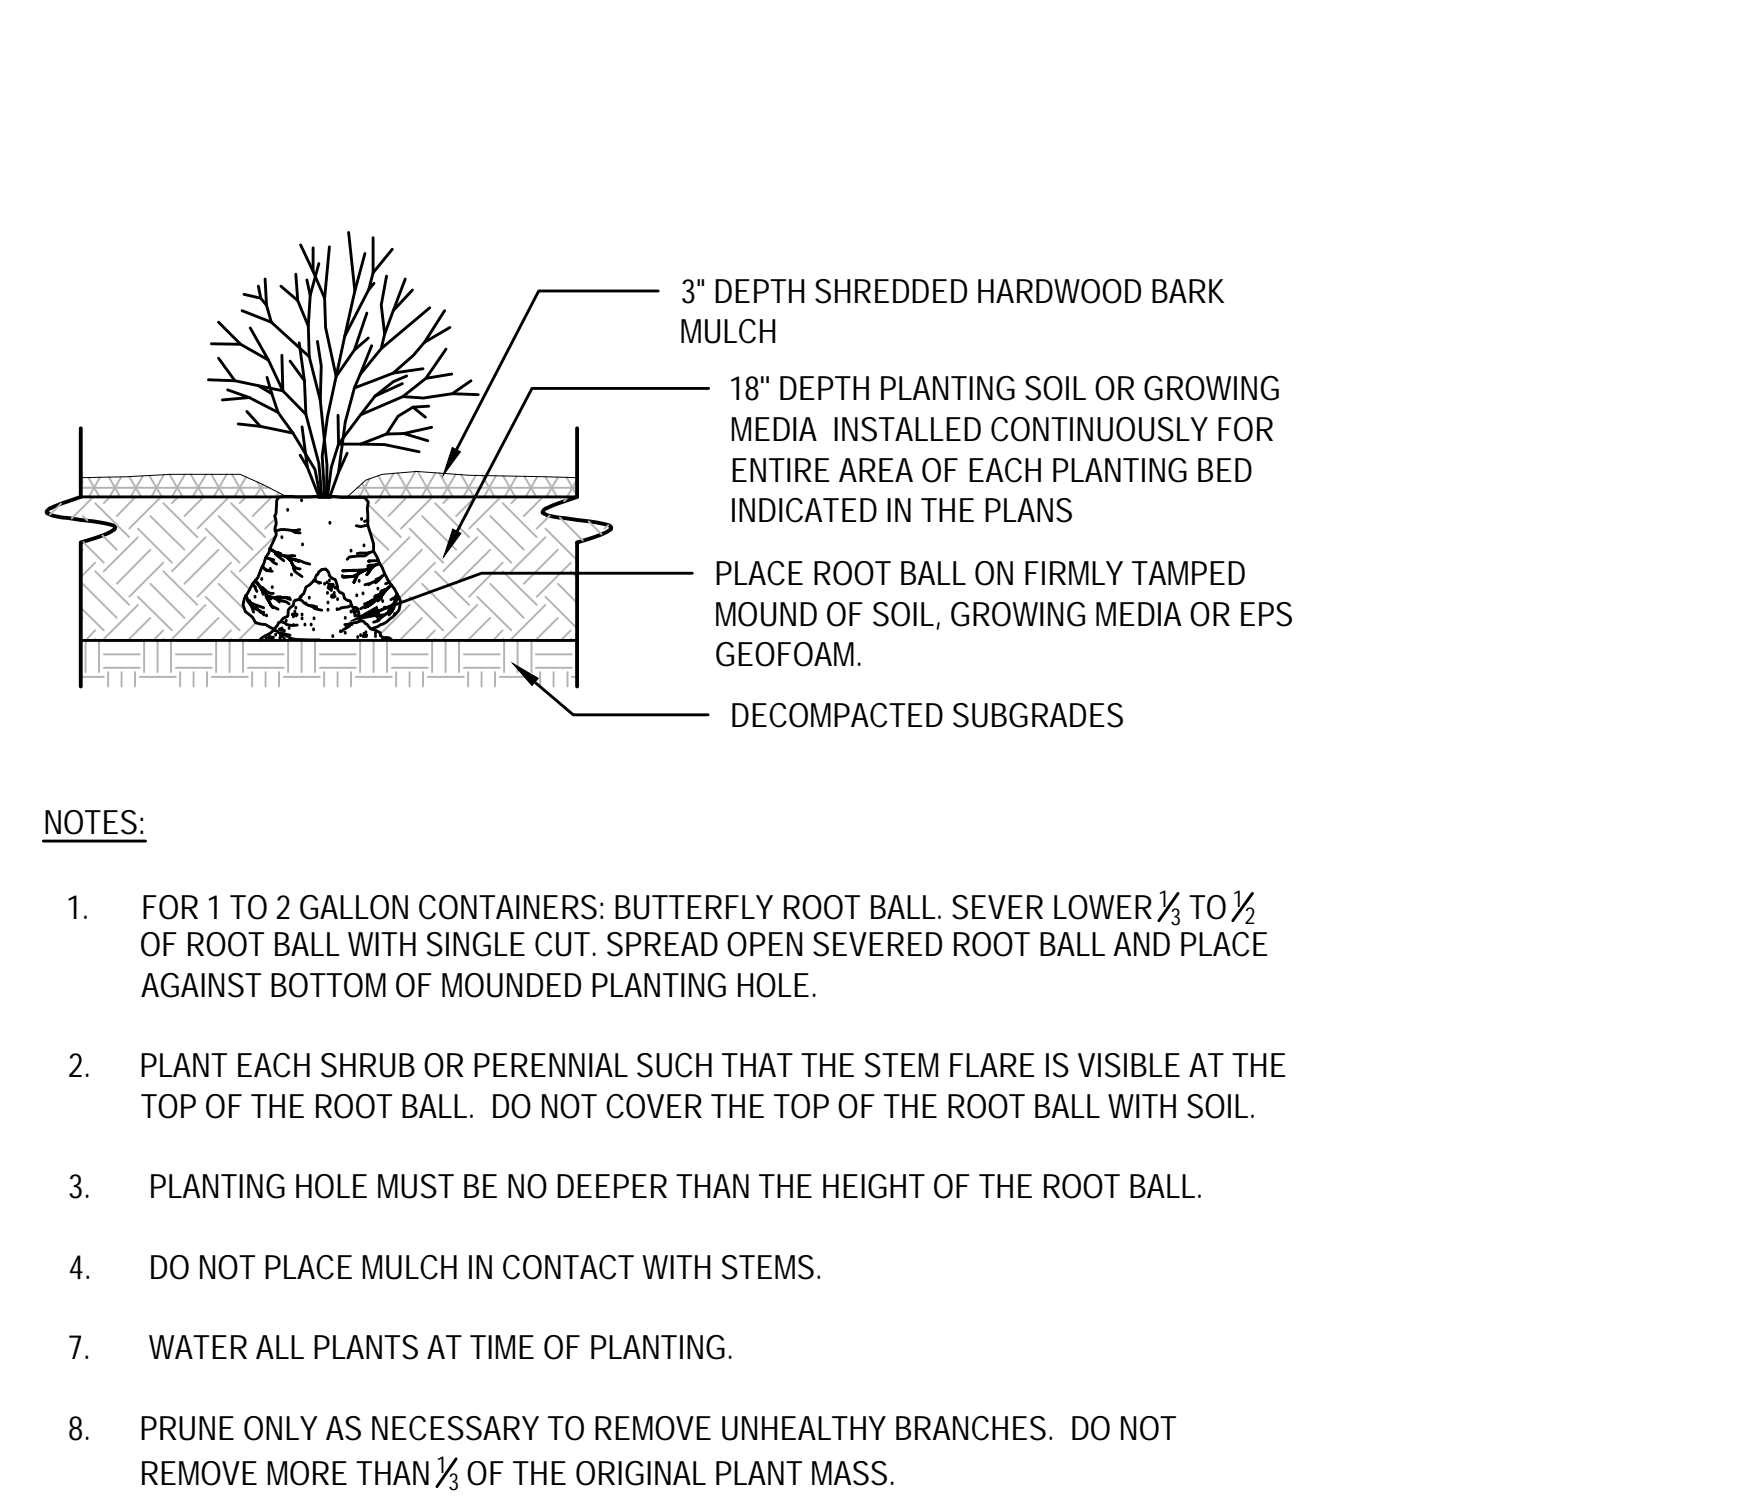 3" DEPTH SHREDDED HARDWOOD BARK
MULCH
18" DEPTH PLANTING SOIL OR GROWING
MEDIA  INSTALLED CONTINUOUSLY FOR
ENTIRE AREA OF EACH PLANTING BED
INDICATED IN THE PLANS
PLACE ROOT BALL ON FIRMLY TAMPED
MOUND OF SOIL, GROWING MEDIA OR EPS
GEOFOAM.
DECOMPACTED SUBGRADES
NOTES:
1. FOR 1 TO 2 GALLON CONTAINERS: BUTTERFLY ROOT BALL. SEVER LOWER 1/3 TO 1/2
OF ROOT BALL WITH SINGLE CUT. SPREAD OPEN SEVERED ROOT BALL AND PLACE
AGAINST BOTTOM OF MOUNDED PLANTING HOLE.
2. PLANT EACH SHRUB OR PERENNIAL SUCH THAT THE STEM FLARE IS VISIBLE AT THE
TOP OF THE ROOT BALL.  DO NOT COVER THE TOP OF THE ROOT BALL WITH SOIL.
3. PLANTING HOLE MUST BE NO DEEPER THAN THE HEIGHT OF THE ROOT BALL.
4. DO NOT PLACE MULCH IN CONTACT WITH STEMS.
7. WATER ALL PLANTS AT TIME OF PLANTING.
8. PRUNE ONLY AS NECESSARY TO REMOVE UNHEALTHY BRANCHES.  DO NOT
REMOVE MORE THAN 1/3 OF THE ORIGINAL PLANT MASS.